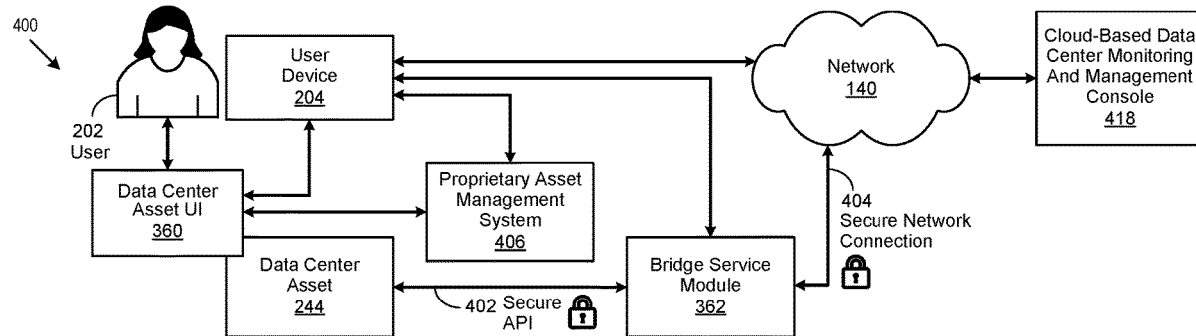 400
202
User
User
Device
204
Data Center
Asset UI
360
Data Center
Asset
244
Proprietary Asset
Management
System
406
402 Secure
API
Bridge Service
Module
362
Network
140
404
Secure Network
Connection
Cloud-Based Data
Center Monitoring
And Management
Console
418